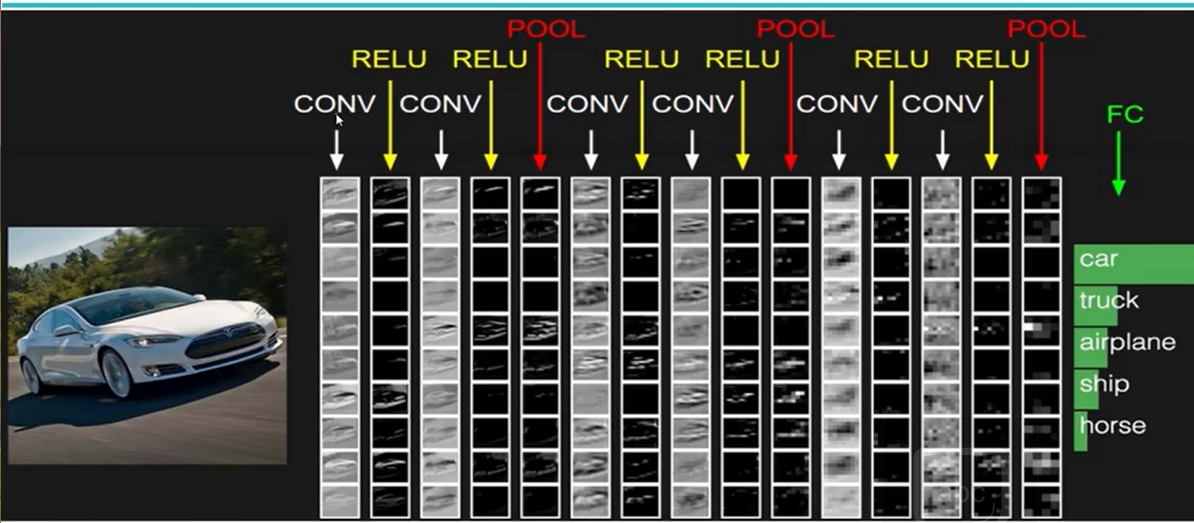 POOL POOL POOL
RELU RELU RELU RELU RELU RELU
CONV CONV CONV CONV CONV CONV
FC
car
truck
airplane
ship
horse